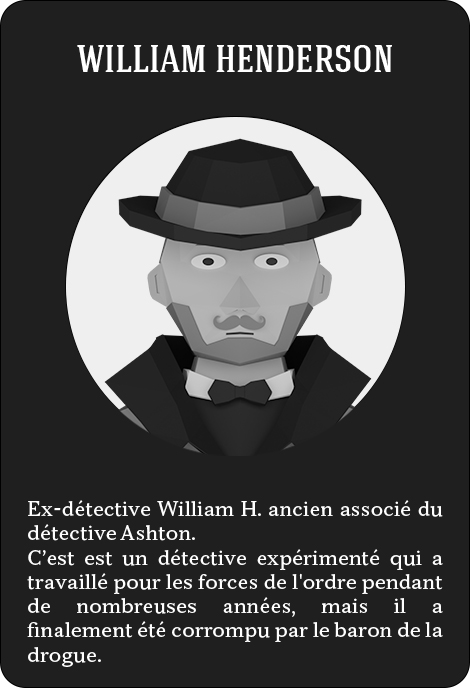 WILLIAM HENDERSON
Ex-détective William H. ancien associé du
détective Ashton.
C’est est un détective expérimenté qui a
travaillé pour les forces de l'ordre pendant
de nombreuses années, mais il a
finalement été corrompu par le baron de la
drogue.